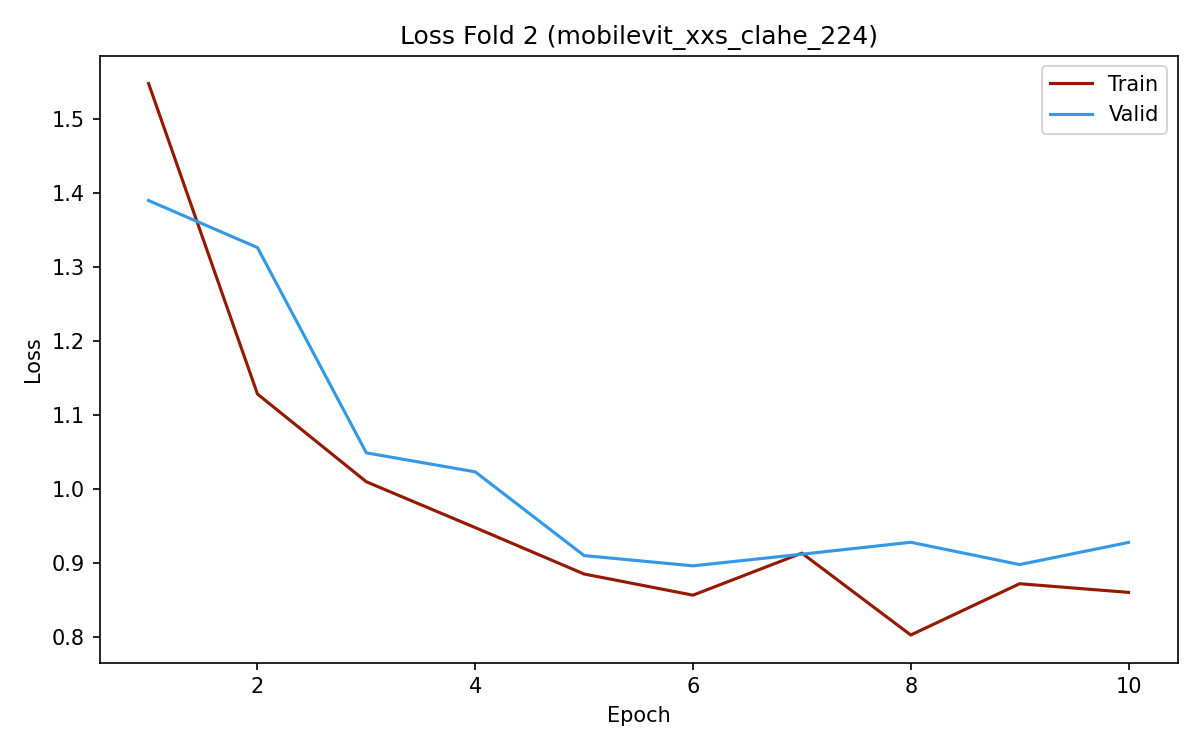 Loss Fold 2 (mobilevit_xxs_clahe_224)
Train
Valid
1.5
1.4
1.3
1.2
1.1
1.0
0.9
0.8
Loss
2 4 6 8 10
Epoch